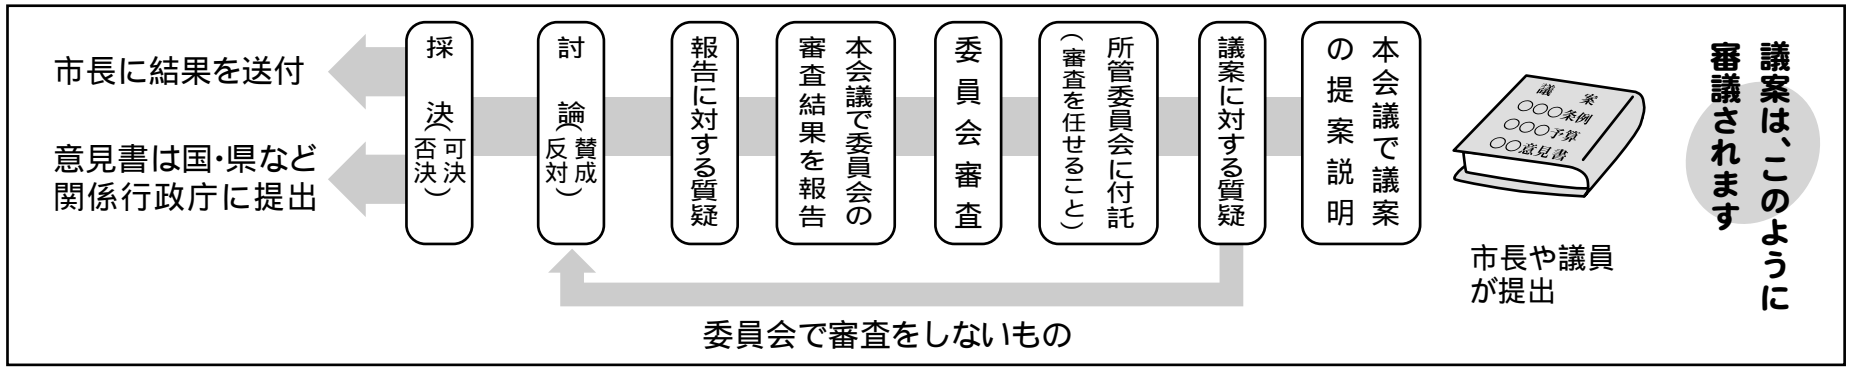 議案は、このように
審議されます
議　案
○○○条例
○○○予算
○○意見書
市長や議員
が提出
本会議で議案
の提案説明
議案に対する質疑
所管委員会に付託
(審査を任せること)
委員会審査
本会議で委員会の
審査結果を報告
報告に対する質疑
討　論(賛成
反対)
採　決(可決
否決)
市長に結果を送付
意見書は国・県など
関係行政庁に提出
委員会で審査をしないもの